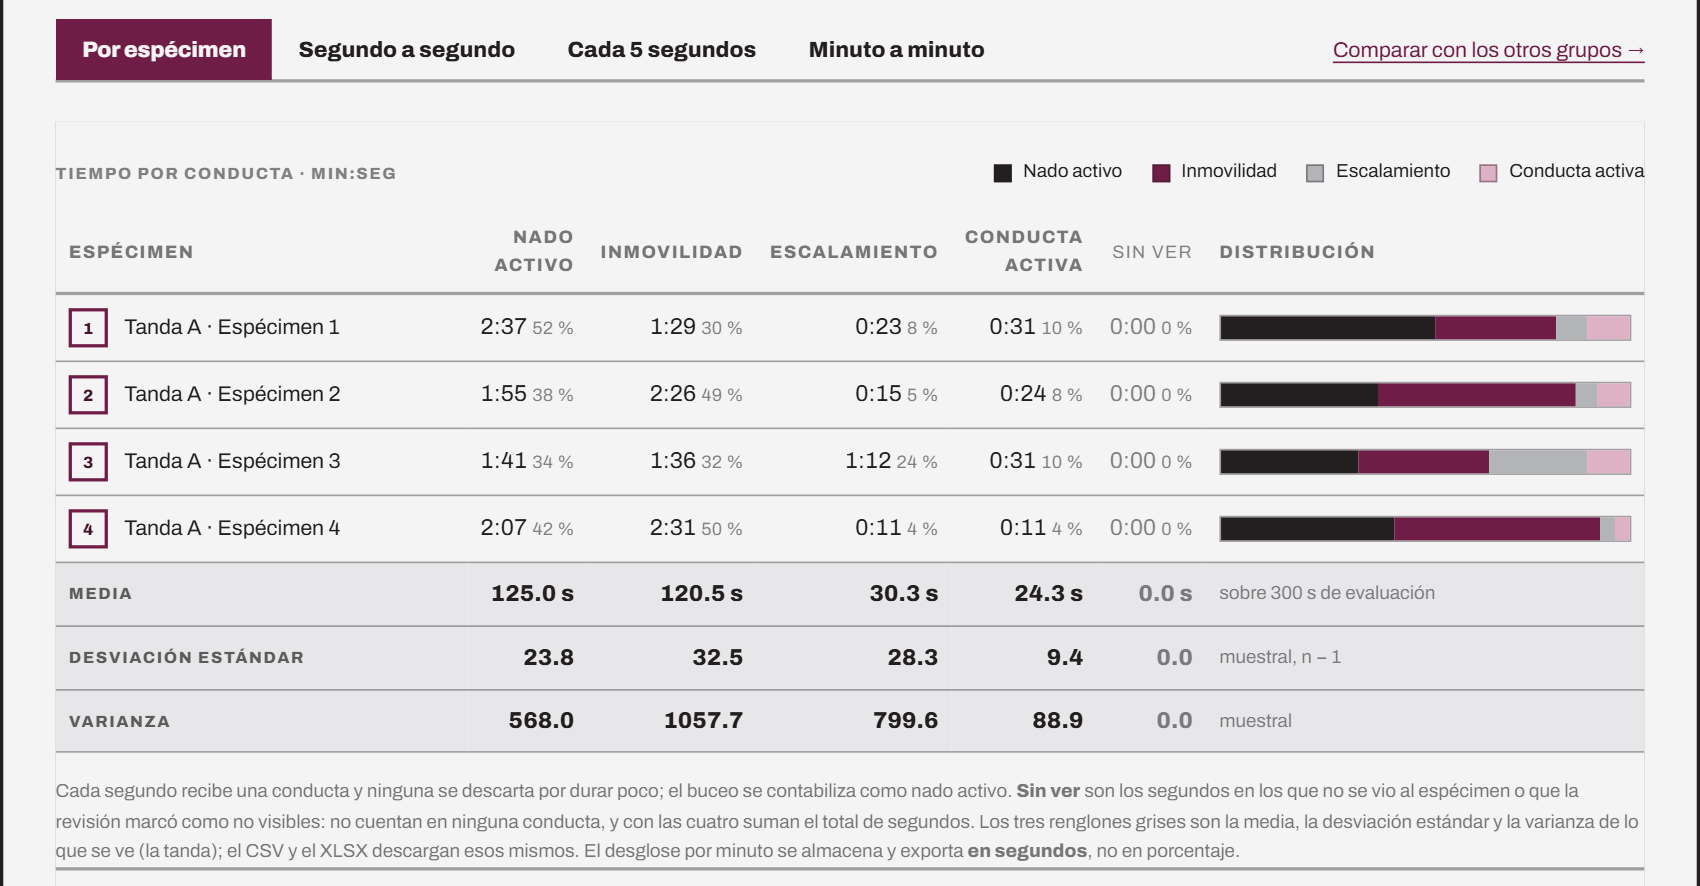 Por espécimen Segundo a segundo Cada 5 segundos Minuto a minuto Comparar con los otros grupos →
TIEMPO POR CONDUCTA · MIN:SEG Nado activo Inmovilidad Escalamiento Conducta activa
ESPÉCIMEN NADO ACTIVO INMOVILIDAD ESCALAMIENTO CONDUCTA ACTIVA SIN VER DISTRIBUCIÓN
1 Tanda A · Espécimen 1 2:37 52 % 1:29 30 % 0:23 8 % 0:31 10 % 0:00 0 %
2 Tanda A · Espécimen 2 1:55 38 % 2:26 49 % 0:15 5 % 0:24 8 % 0:00 0 %
3 Tanda A · Espécimen 3 1:41 34 % 1:36 32 % 1:12 24 % 0:31 10 % 0:00 0 %
4 Tanda A · Espécimen 4 2:07 42 % 2:31 50 % 0:11 4 % 0:11 4 % 0:00 0 %
MEDIA 125.0 s 120.5 s 30.3 s 24.3 s 0.0 s sobre 300 s de evaluación
DESVIACIÓN ESTÁNDAR 23.8 32.5 28.3 9.4 0.0 muestral, n – 1
VARIANZA 568.0 1057.7 799.6 88.9 0.0 muestral
Cada segundo recibe una conducta y ninguna se descarta por durar poco; el buceo se contabiliza como nado activo. Sin ver son los segundos en los que no se vio al espécimen o que la
revisión marcó como no visibles: no cuentan en ninguna conducta, y con las cuatro suman el total de segundos. Los tres renglones grises son la media, la desviación estándar y la varianza de lo
que se ve (la tanda); el CSV y el XLSX descargan esos mismos. El desglose por minuto se almacena y exporta en segundos, no en porcentaje.